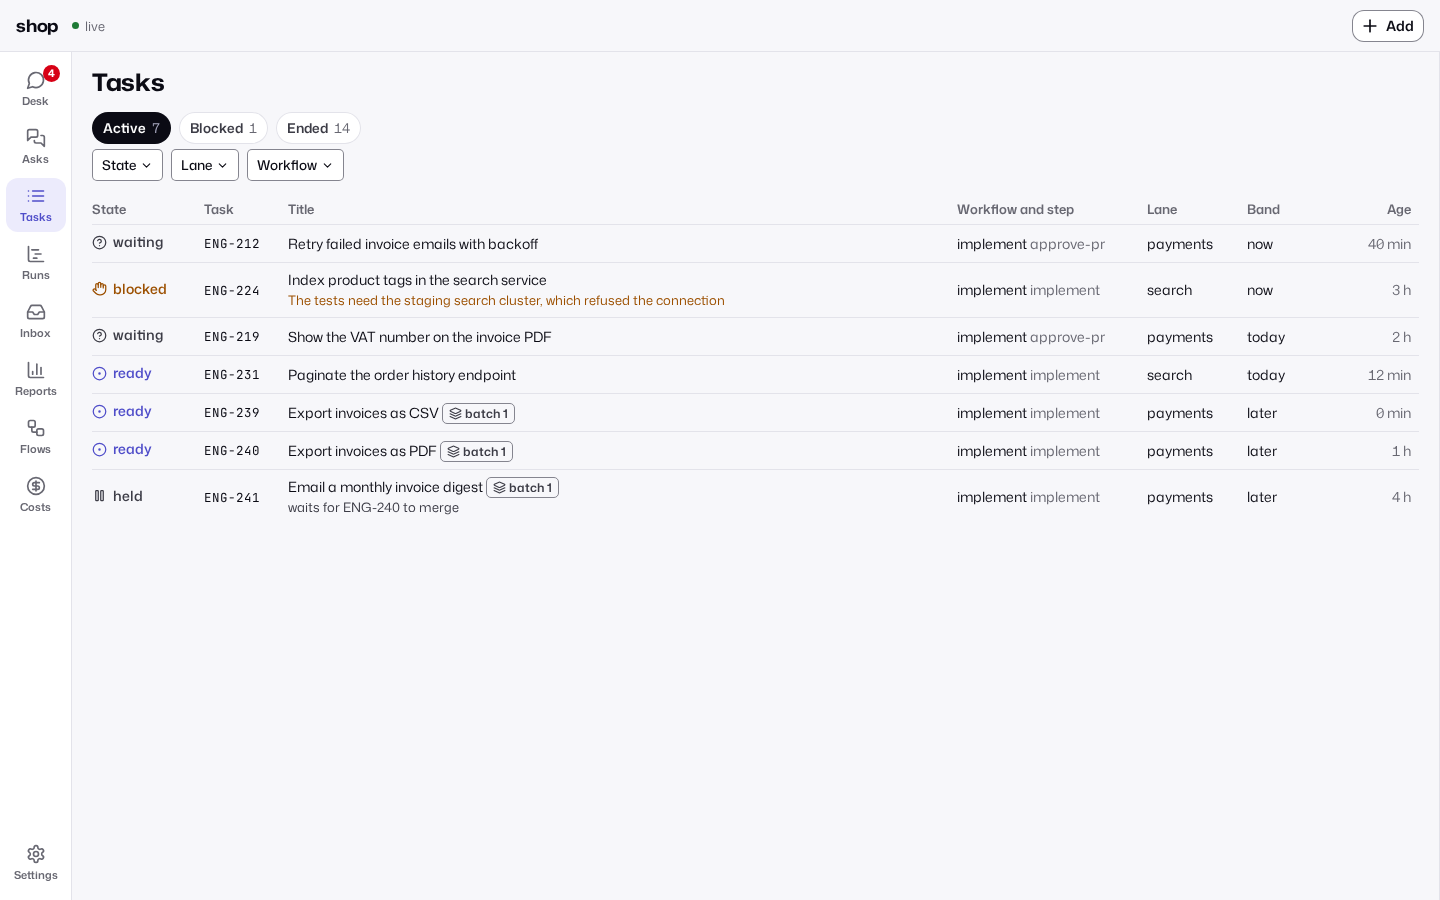 shop live Add
4
Desk
Asks
Tasks
Runs
Inbox
Reports
Flows
Costs
Settings
Tasks
Active 7 Blocked 1 Ended 14
State Lane Workflow
State Task Title Workflow and step Lane Band Age
waiting ENG-212 Retry failed invoice emails with backoff implement approve-pr payments now 40 min
blocked ENG-224 Index product tags in the search service implement implement search now 3 h
The tests need the staging search cluster, which refused the connection
waiting ENG-219 Show the VAT number on the invoice PDF implement approve-pr payments today 2 h
ready ENG-231 Paginate the order history endpoint implement implement search today 12 min
ready ENG-239 Export invoices as CSV batch 1 implement implement payments later 0 min
ready ENG-240 Export invoices as PDF batch 1 implement implement payments later 1 h
held ENG-241 Email a monthly invoice digest batch 1 implement implement payments later 4 h
waits for ENG-240 to merge